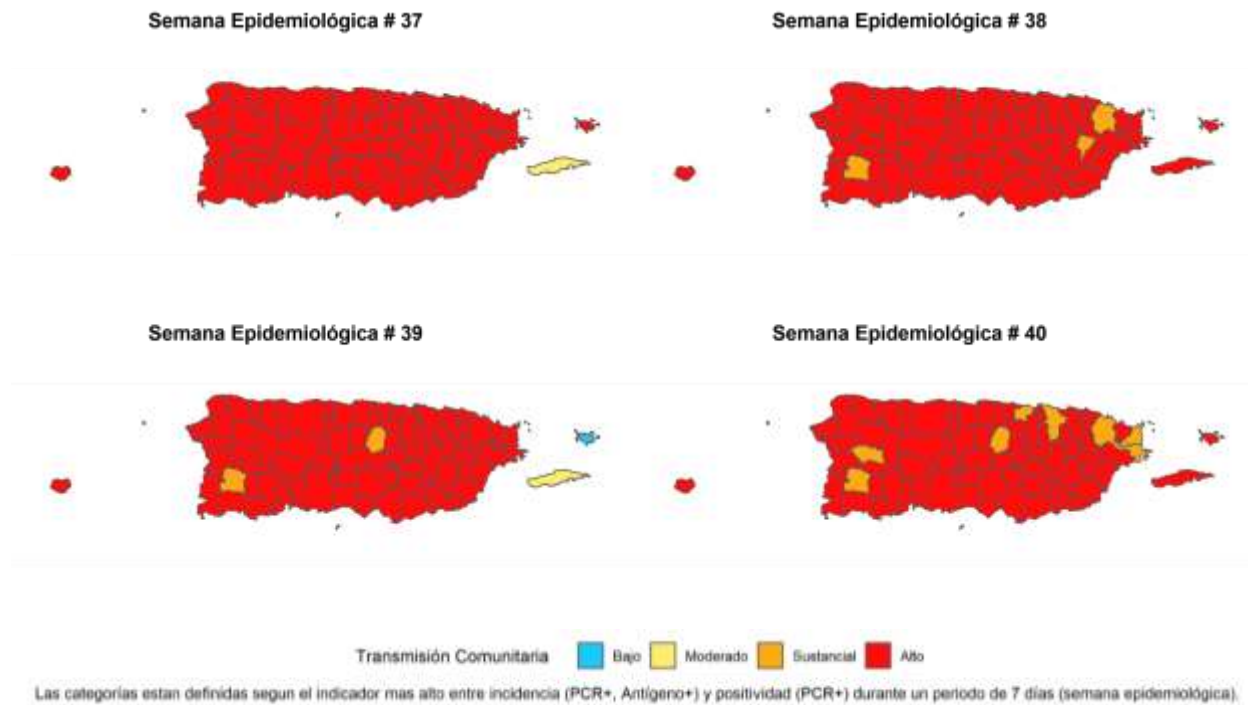 Semana Epidemiológica # 37
Semana Epidemiológica # 38
Semana Epidemiológica # 39
Semana Epidemiológica # 40
Transmisión Comunitaria Bajo Moderado Sustancial Alto
Las categorías estan definidas segun el indicador mas alto entre incidencia (PCR+, Antígeno+) y positividad (PCR+) durante un periodo de 7 días (semana epidemiológica).